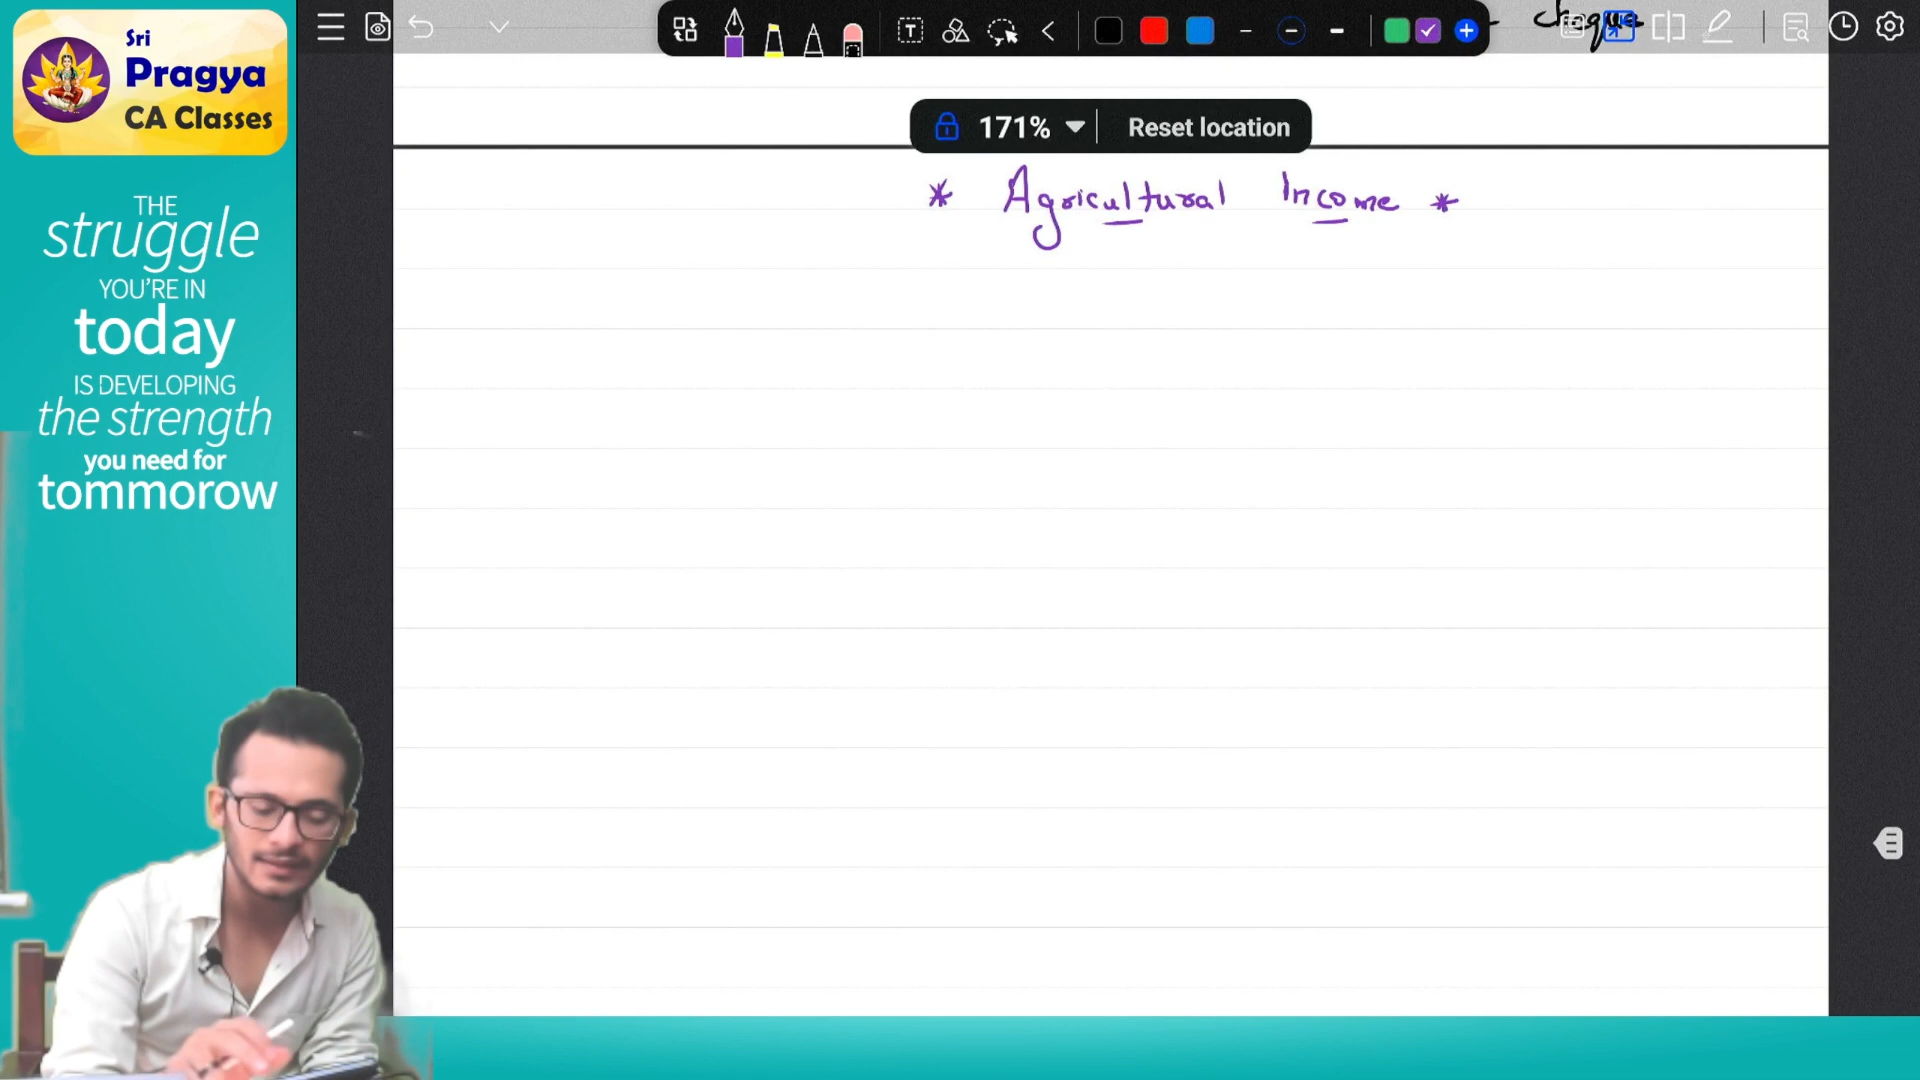 Sri
Pragya
CA Classes
THE
struggle
YOU'RE IN
today
IS DEVELOPING
the strength
you need for
tommorow
171%
Reset location
* Agricultural Income *